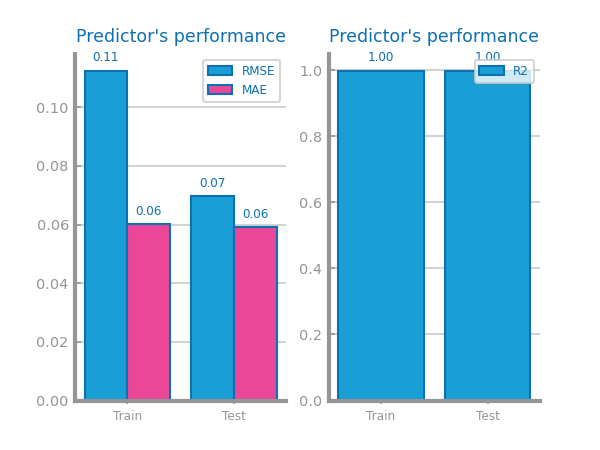 Predictor's performance
0.11
RMSE
MAE
0.10
0.08
0.07
0.06
0.06
0.06
0.04
0.02
0.00
Train
Test
Predictor's performance
1.00
1.00
R2
1.0
0.8
0.6
0.4
0.2
0.0
Train
Test